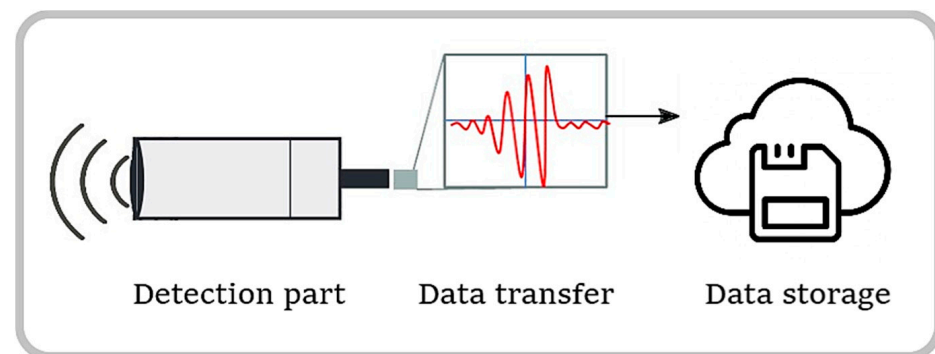 Detection part
Data transfer
Data storage